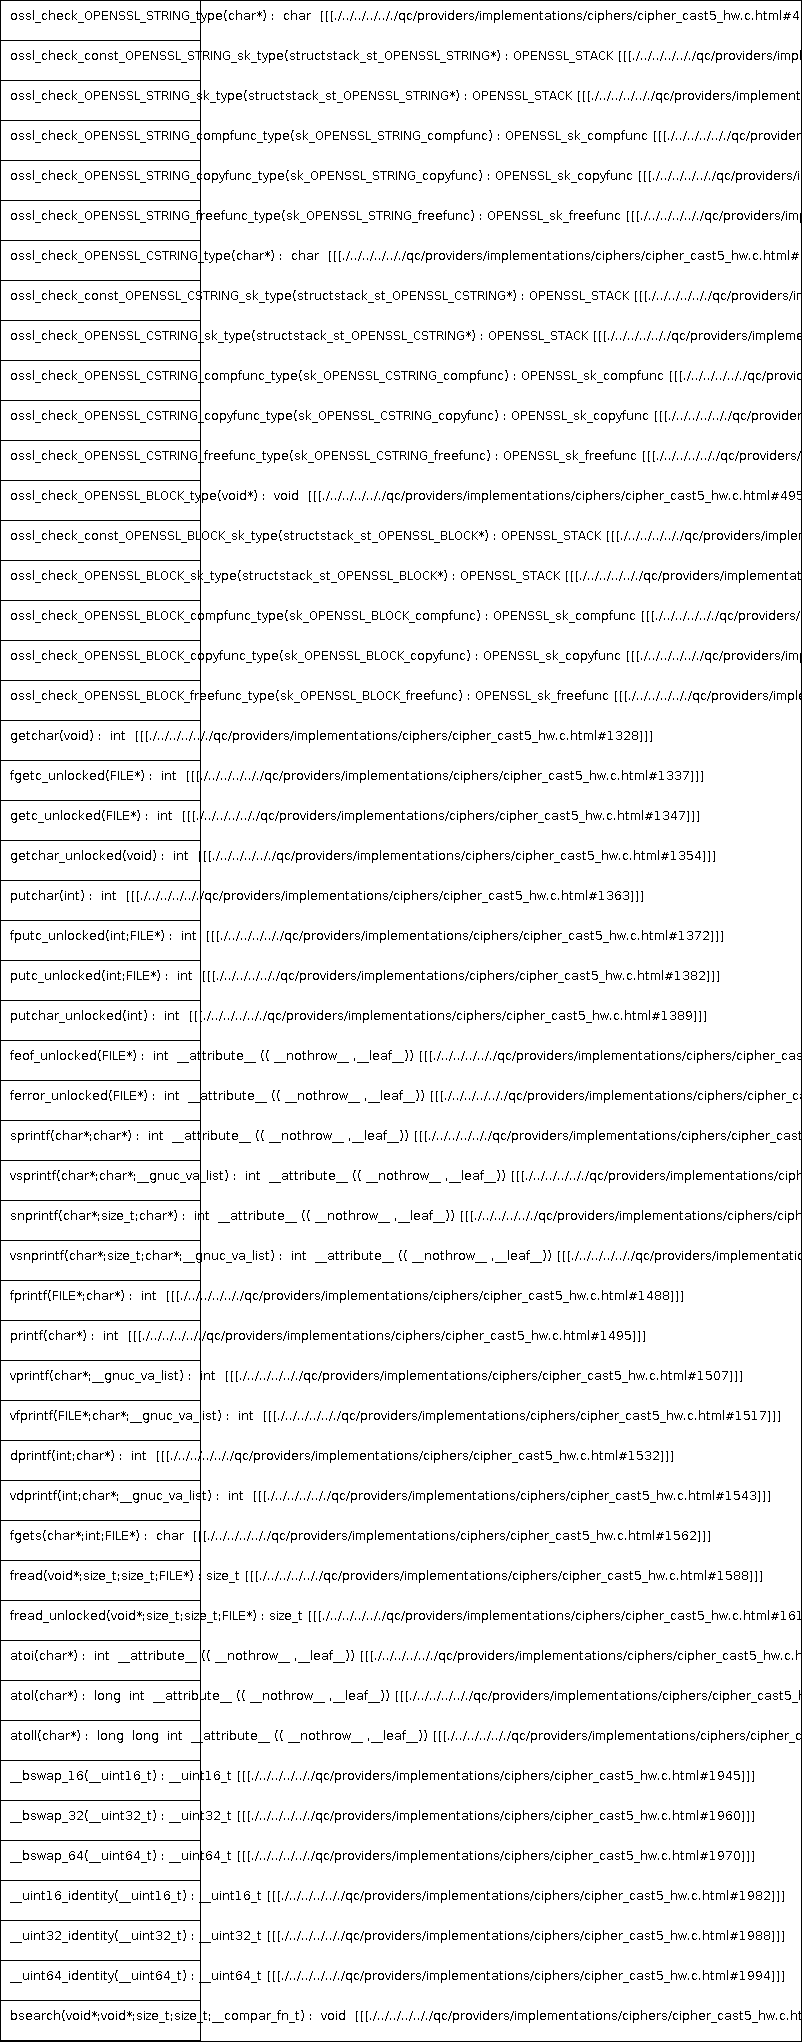 ossl_check_OPENSSL_STRING_type(char*) : char [[[./../../../../../qc/providers/implementations/ciphers/cipher_cast5_hw.c.html#4
ossl_check_const_OPENSSL_STRING_sk_type(structstack_st_OPENSSL_STRING*) : OPENSSL_STACK [[[./../../../../../qc/providers/impl
ossl_check_OPENSSL_STRING_sk_type(structstack_st_OPENSSL_STRING*) : OPENSSL_STACK [[[./../../../../../qc/providers/implement
ossl_check_OPENSSL_STRING_compfunc_type(sk_OPENSSL_STRING_compfunc) : OPENSSL_sk_compfunc [[[./../../../../../qc/provider
ossl_check_OPENSSL_STRING_copyfunc_type(sk_OPENSSL_STRING_copyfunc) : OPENSSL_sk_copyfunc [[[./../../../../../qc/providers/i
ossl_check_OPENSSL_STRING_freefunc_type(sk_OPENSSL_STRING_freefunc) : OPENSSL_sk_freefunc [[[./../../../../../qc/providers/im
ossl_check_OPENSSL_CSTRING_type(char*) : char [[[./../../../../../qc/providers/implementations/ciphers/cipher_cast5_hw.c.html#
ossl_check_const_OPENSSL_CSTRING_sk_type(structstack_st_OPENSSL_CSTRING*) : OPENSSL_STACK [[[./../../../../../qc/providers/i
ossl_check_OPENSSL_CSTRING_sk_type(structstack_st_OPENSSL_CSTRING*) : OPENSSL_STACK [[[./../../../../../qc/providers/impleme
ossl_check_OPENSSL_CSTRING_compfunc_type(sk_OPENSSL_CSTRING_compfunc) : OPENSSL_sk_compfunc [[[./../../../../../qc/provi
ossl_check_OPENSSL_CSTRING_copyfunc_type(sk_OPENSSL_CSTRING_copyfunc) : OPENSSL_sk_copyfunc [[[./../../../../../qc/provider
ossl_check_OPENSSL_CSTRING_freefunc_type(sk_OPENSSL_CSTRING_freefunc) : OPENSSL_sk_freefunc [[[./../../../../../qc/providers/
ossl_check_OPENSSL_BLOCK_type(void*) : void [[[./../../../../../qc/providers/implementations/ciphers/cipher_cast5_hw.c.html#495
ossl_check_const_OPENSSL_BLOCK_sk_type(structstack_st_OPENSSL_BLOCK*) : OPENSSL_STACK [[[./../../../../../qc/providers/imple
ossl_check_OPENSSL_BLOCK_sk_type(structstack_st_OPENSSL_BLOCK*) : OPENSSL_STACK [[[./../../../../../qc/providers/implementat
ossl_check_OPENSSL_BLOCK_compfunc_type(sk_OPENSSL_BLOCK_compfunc) : OPENSSL_sk_compfunc [[[./../../../../../qc/providers/
ossl_check_OPENSSL_BLOCK_copyfunc_type(sk_OPENSSL_BLOCK_copyfunc) : OPENSSL_sk_copyfunc [[[./../../../../../qc/providers/im
ossl_check_OPENSSL_BLOCK_freefunc_type(sk_OPENSSL_BLOCK_freefunc) : OPENSSL_sk_freefunc [[[./../../../../../qc/providers/impl
getchar(void) : int [[[./../../../../../qc/providers/implementations/ciphers/cipher_cast5_hw.c.html#1328]]]
fgetc_unlocked(FILE*) : int [[[./../../../../../qc/providers/implementations/ciphers/cipher_cast5_hw.c.html#1337]]]
getc_unlocked(FILE*) : int [[[./../../../../../qc/providers/implementations/ciphers/cipher_cast5_hw.c.html#1347]]]
getchar_unlocked(void) : int [[[./../../../../../qc/providers/implementations/ciphers/cipher_cast5_hw.c.html#1354]]]
putchar(int) : int [[[./../../../../../qc/providers/implementations/ciphers/cipher_cast5_hw.c.html#1363]]]
fputc_unlocked(int;FILE*) : int [[[./../../../../../qc/providers/implementations/ciphers/cipher_cast5_hw.c.html#1372]]]
putc_unlocked(int;FILE*) : int [[[./../../../../../qc/providers/implementations/ciphers/cipher_cast5_hw.c.html#1382]]]
putchar_unlocked(int) : int [[[./../../../../../qc/providers/implementations/ciphers/cipher_cast5_hw.c.html#1389]]]
feof_unlocked(FILE*) : int __attribute__ (( __nothrow__ ,__leaf__)) [[[./../../../../../qc/providers/implementations/ciphers/cipher_cas
ferror_unlocked(FILE*) : int __attribute__ (( __nothrow__ ,__leaf__)) [[[./../../../../../qc/providers/implementations/ciphers/cipher_c
sprintf(char*;char*) : int __attribute__ (( __nothrow__ ,__leaf__)) [[[./../../../../../qc/providers/implementations/ciphers/cipher_cast
vsprintf(char*;char*;__gnuc_va_list) : int __attribute__ (( __nothrow__ ,__leaf__)) [[[./../../../../../qc/providers/implementations/ciph
snprintf(char*;size_t;char*) : int __attribute__ (( __nothrow__ ,__leaf__)) [[[./../../../../../qc/providers/implementations/ciphers/ciph
vsnprintf(char*;size_t;char*;__gnuc_va_list) : int __attribute__ (( __nothrow__ ,__leaf__)) [[[./../../../../../qc/providers/implementatio
fprintf(FILE*;char*) : int [[[./../../../../../qc/providers/implementations/ciphers/cipher_cast5_hw.c.html#1488]]]
printf(char*) : int [[[./../../../../../qc/providers/implementations/ciphers/cipher_cast5_hw.c.html#1495]]]
vprintf(char*;__gnuc_va_list) : int [[[./../../../../../qc/providers/implementations/ciphers/cipher_cast5_hw.c.html#1507]]]
vfprintf(FILE*;char*;__gnuc_va_list) : int [[[./../../../../../qc/providers/implementations/ciphers/cipher_cast5_hw.c.html#1517]]]
dprintf(int;char*) : int [[[./../../../../../qc/providers/implementations/ciphers/cipher_cast5_hw.c.html#1532]]]
vdprintf(int;char*;__gnuc_va_list) : int [[[./../../../../../qc/providers/implementations/ciphers/cipher_cast5_hw.c.html#1543]]]
fgets(char*;int;FILE*) : char [[[./../../../../../qc/providers/implementations/ciphers/cipher_cast5_hw.c.html#1562]]]
fread(void*;size_t;size_t;FILE*) : size_t [[[./../../../../../qc/providers/implementations/ciphers/cipher_cast5_hw.c.html#1588]]]
fread_unlocked(void*;size_t;size_t;FILE*) : size_t [[[./../../../../../qc/providers/implementations/ciphers/cipher_cast5_hw.c.html#161
atoi(char*) : int __attribute__ (( __nothrow__ ,__leaf__)) [[[./../../../../../qc/providers/implementations/ciphers/cipher_cast5_hw.c.h
atol(char*) : long int __attribute__ (( __nothrow__ ,__leaf__)) [[[./../../../../../qc/providers/implementations/ciphers/cipher_cast5_h
atoll(char*) : long long int __attribute__ (( __nothrow__ ,__leaf__)) [[[./../../../../../qc/providers/implementations/ciphers/cipher_c
__bswap_16(__uint16_t) : __uint16_t [[[./../../../../../qc/providers/implementations/ciphers/cipher_cast5_hw.c.html#1945]]]
__bswap_32(__uint32_t) : __uint32_t [[[./../../../../../qc/providers/implementations/ciphers/cipher_cast5_hw.c.html#1960]]]
__bswap_64(__uint64_t) : __uint64_t [[[./../../../../../qc/providers/implementations/ciphers/cipher_cast5_hw.c.html#1970]]]
__uint16_identity(__uint16_t) : __uint16_t [[[./../../../../../qc/providers/implementations/ciphers/cipher_cast5_hw.c.html#1982]]]
__uint32_identity(__uint32_t) : __uint32_t [[[./../../../../../qc/providers/implementations/ciphers/cipher_cast5_hw.c.html#1988]]]
__uint64_identity(__uint64_t) : __uint64_t [[[./../../../../../qc/providers/implementations/ciphers/cipher_cast5_hw.c.html#1994]]]
bsearch(void*;void*;size_t;size_t;__compar_fn_t) : void [[[./../../../../../qc/providers/implementations/ciphers/cipher_cast5_hw.c.ht